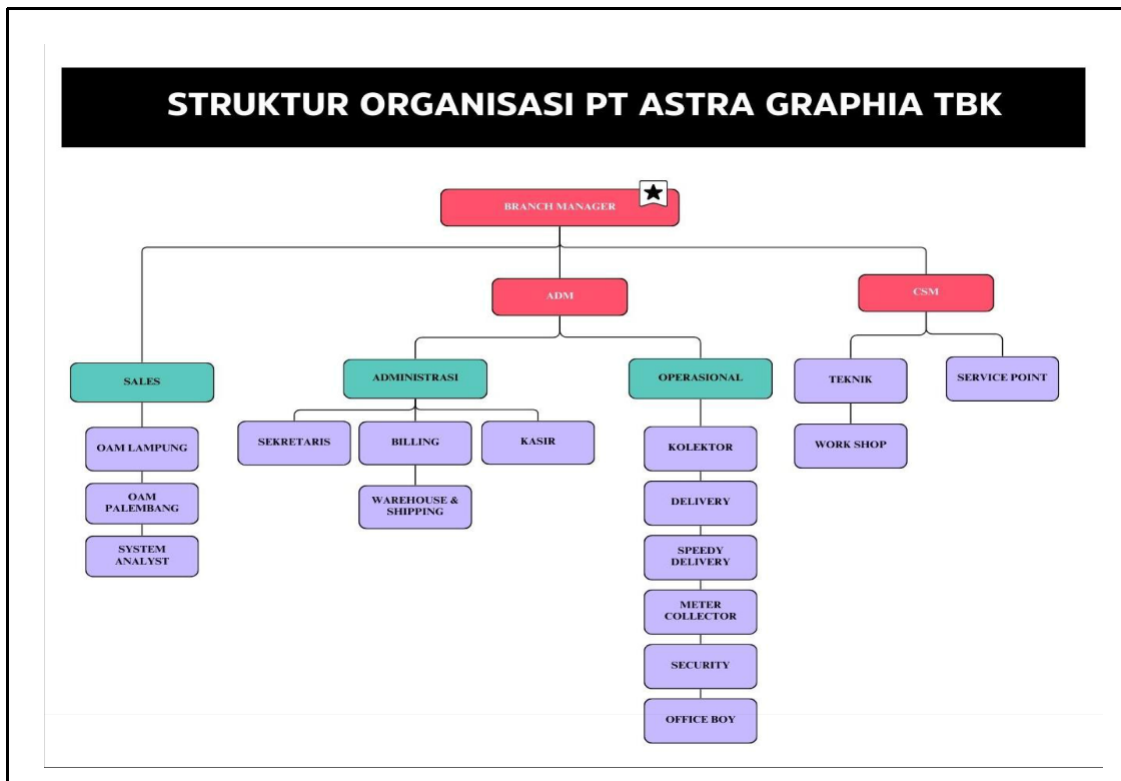 STRUKTUR ORGANISASI PT ASTRA GRAPHIA TBK
BRANCH MANAGER
ADM
CSM
SALES
ADMINISTRASI
OPERASIONAL
TEKNIK
SERVICE POINT
OAM LAMPUNG
SEKRETARIS
BILLING
KASIR
KOLEKTOR
WORK SHOP
OAM
PALEMBANG
WAREHOUSE &
SHIPPING
DELIVERY
SYSTEM
ANALYST
SPEEDY
DELIVERY
METER
COLLECTOR
SECURITY
OFFICE BOY